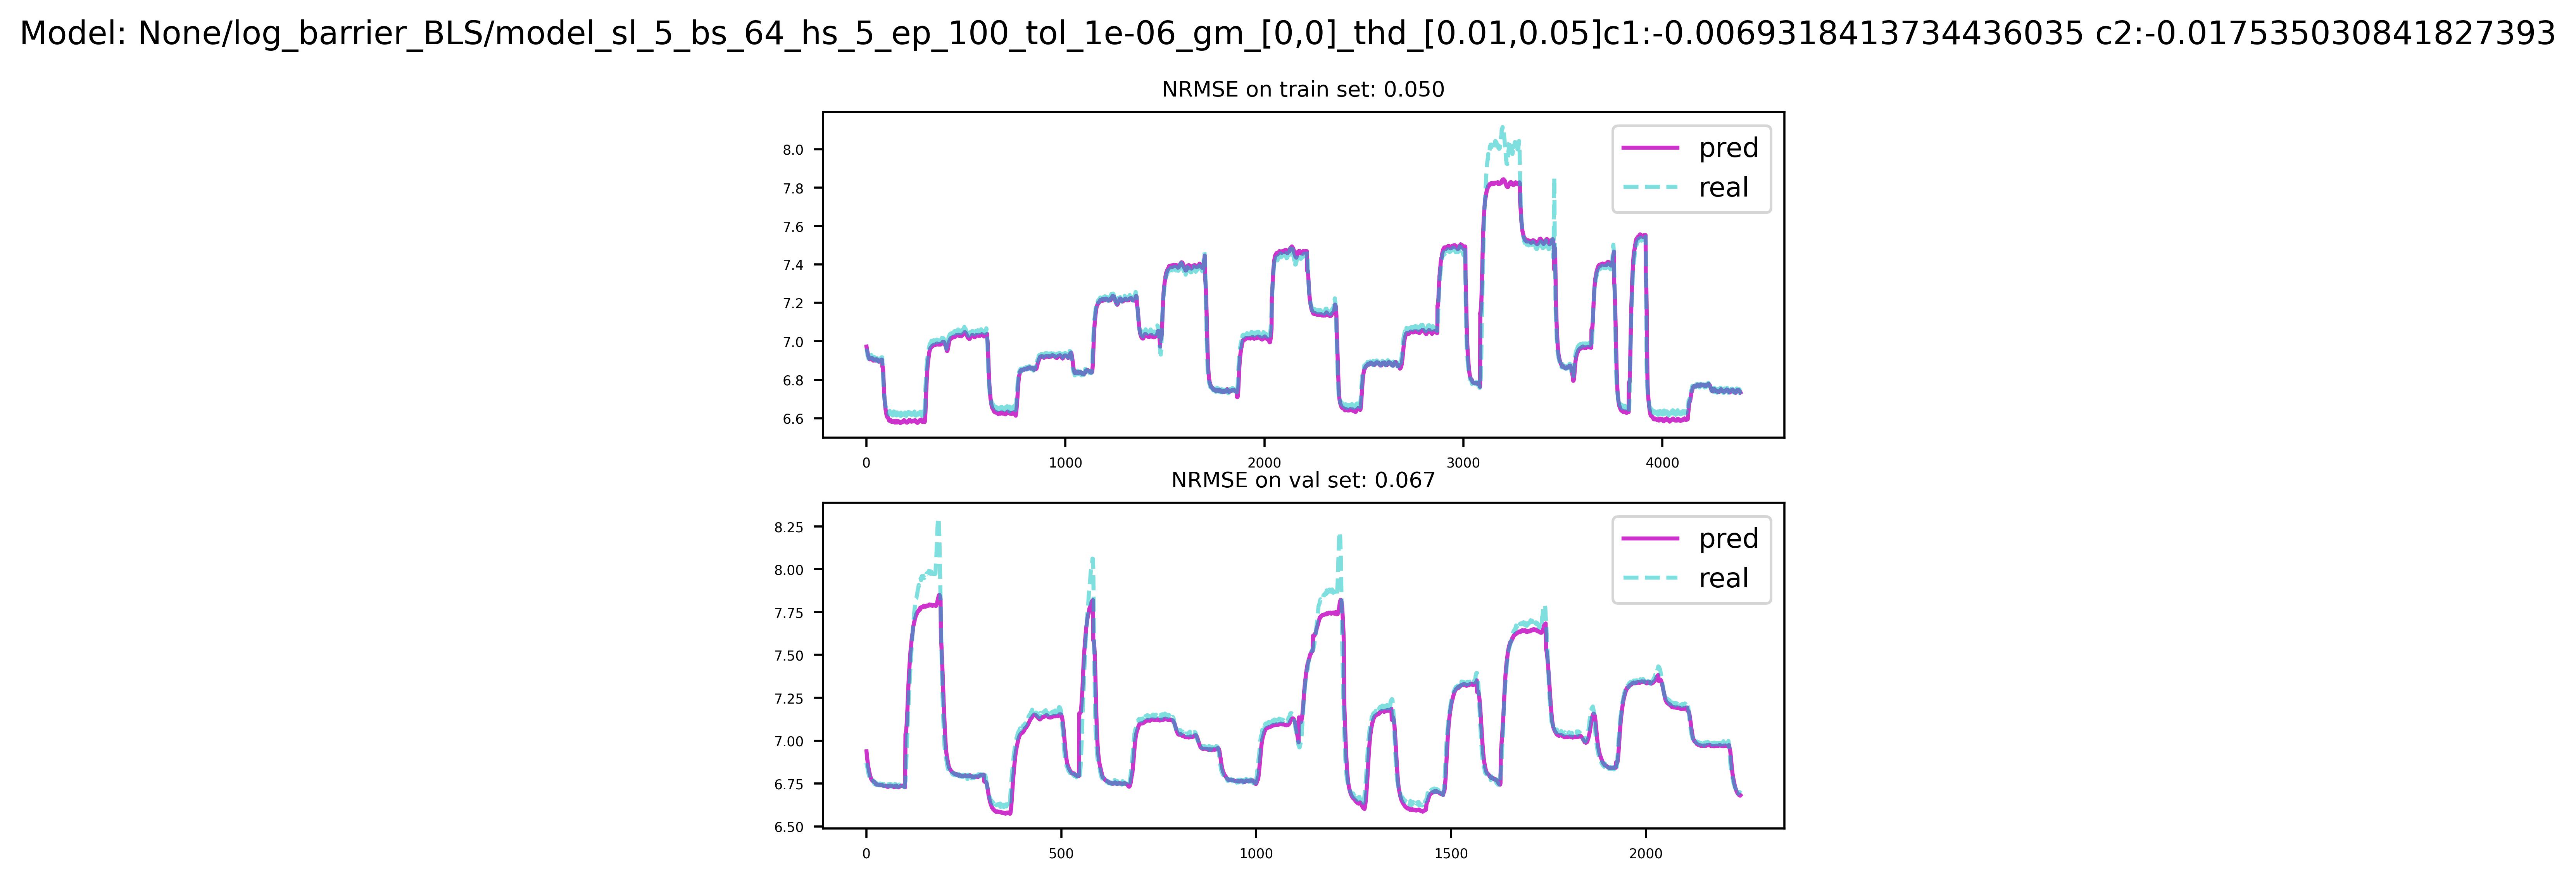 Model: None/log_barrier_BLS/model_sl_5_bs_64_hs_5_ep_100_tol_1e-06_gm_[0,0]_thd_[0.01,0.05]c1:-0.0069318413734436035 c2:-0.017535030841827393
NRMSE on train set: 0.050
pred
real
8.0
7.8
7.6
7.4
7.2
7.0
6.8
6.6
0 1000 2000 3000 4000
NRMSE on val set: 0.067
pred
real
8.25
8.00
7.75
7.50
7.25
7.00
6.75
6.50
0 500 1000 1500 2000